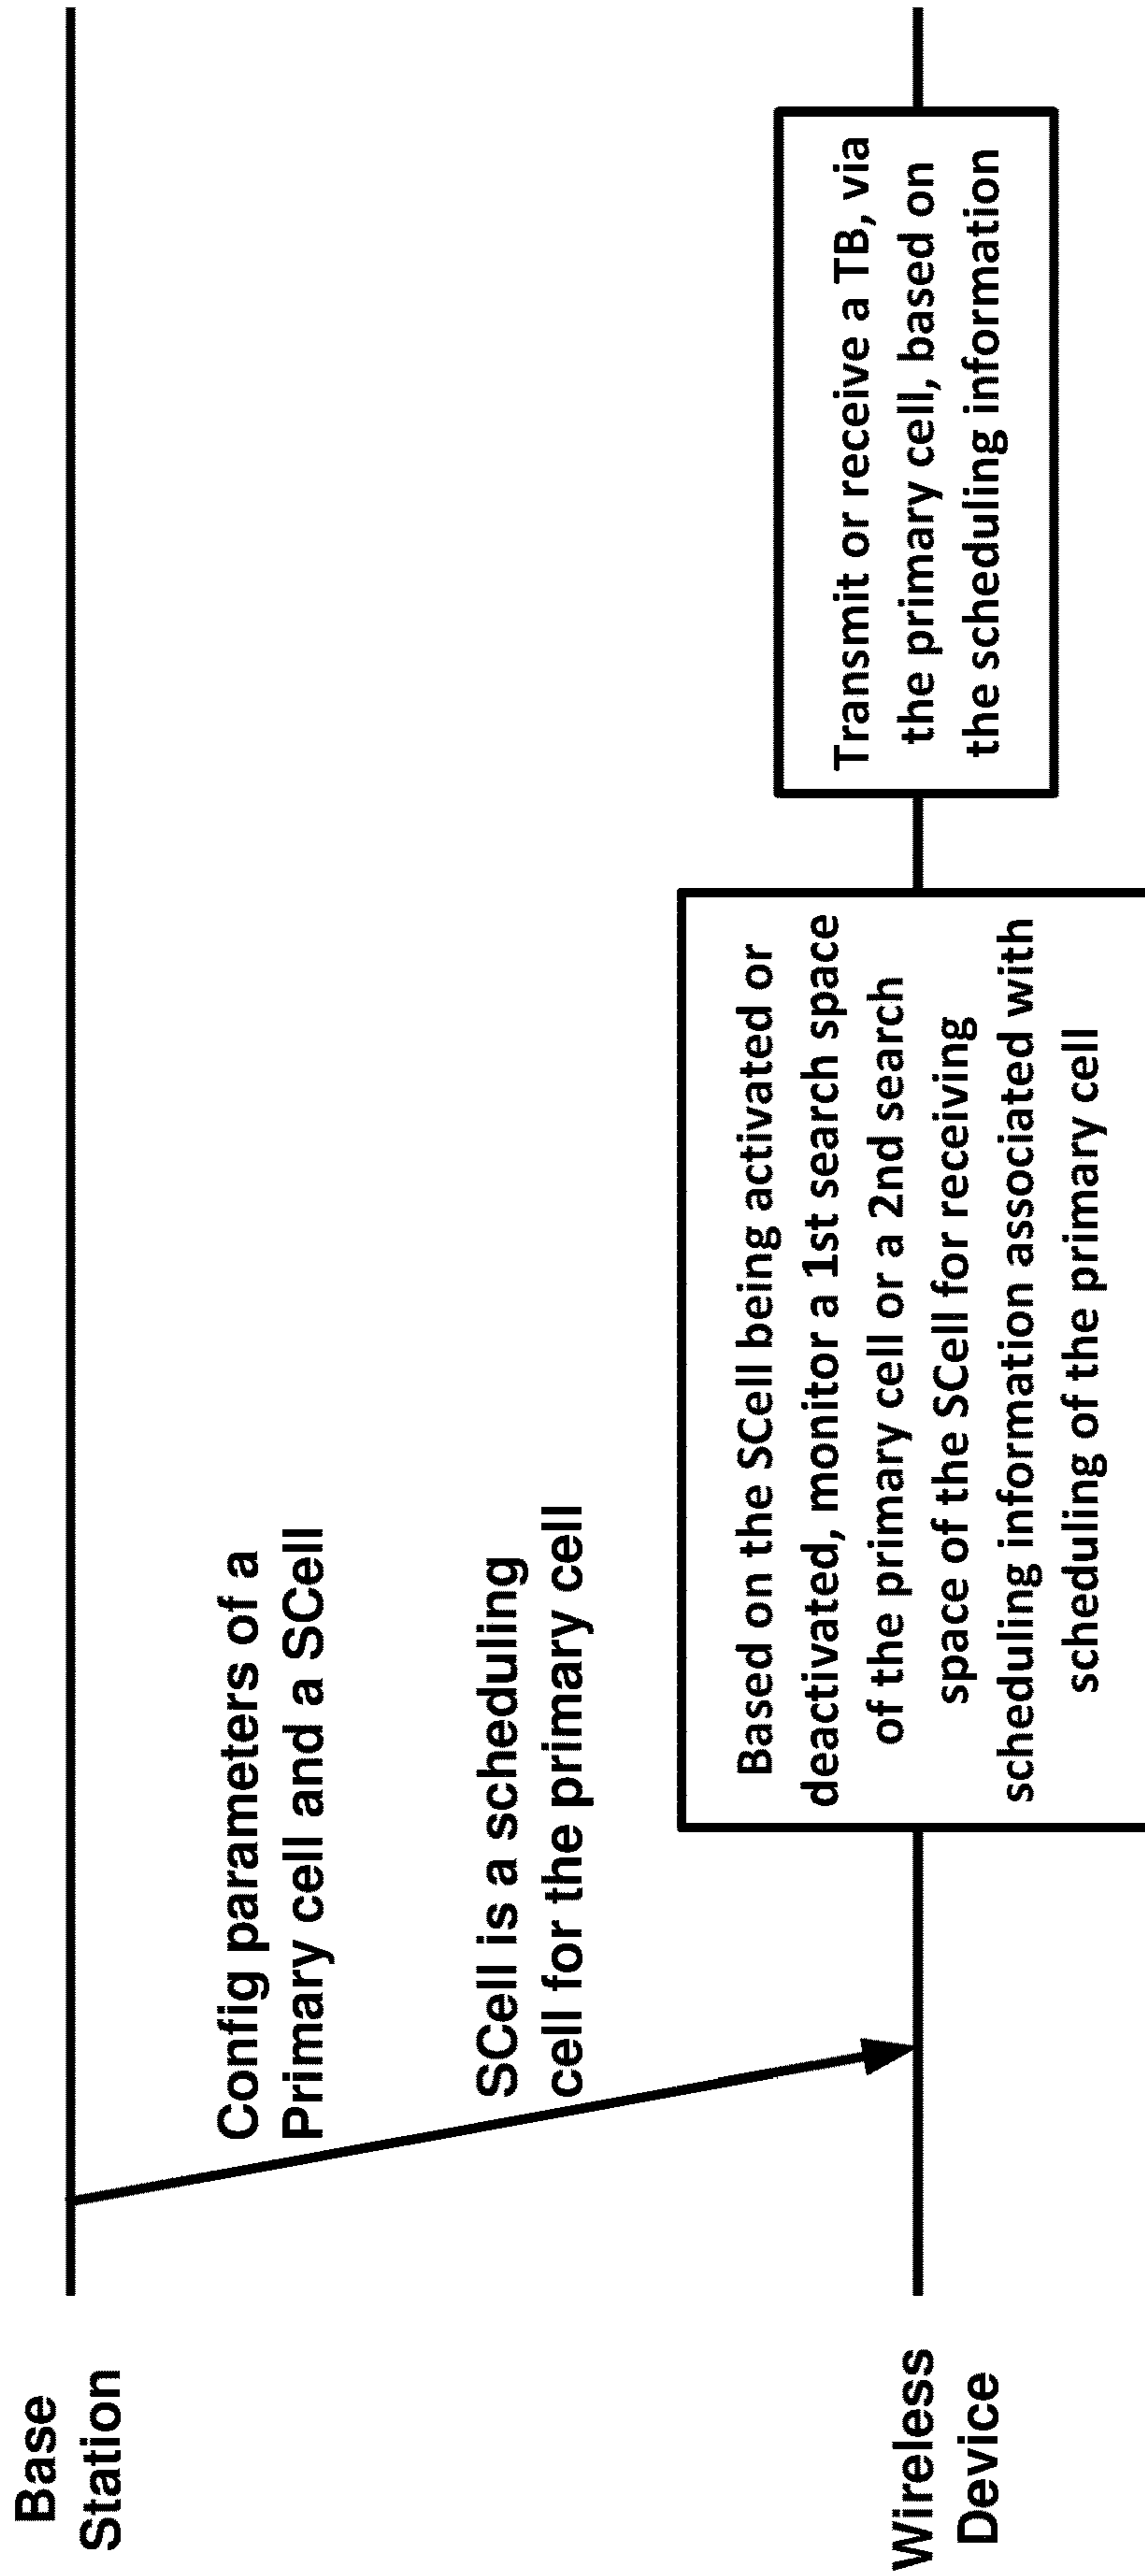 Base
Station
Config parameters of a
Primary cell and a SCell
SCell is a scheduling
cell for the primary cell
Wireless
Device
Based on the SCell being activated or
deactivated, monitor a 1st search space
of the primary cell or a 2nd search
space of the SCell for receiving
scheduling information associated with
scheduling of the primary cell
Transmit or receive a TB, via
the primary cell, based on
the scheduling information